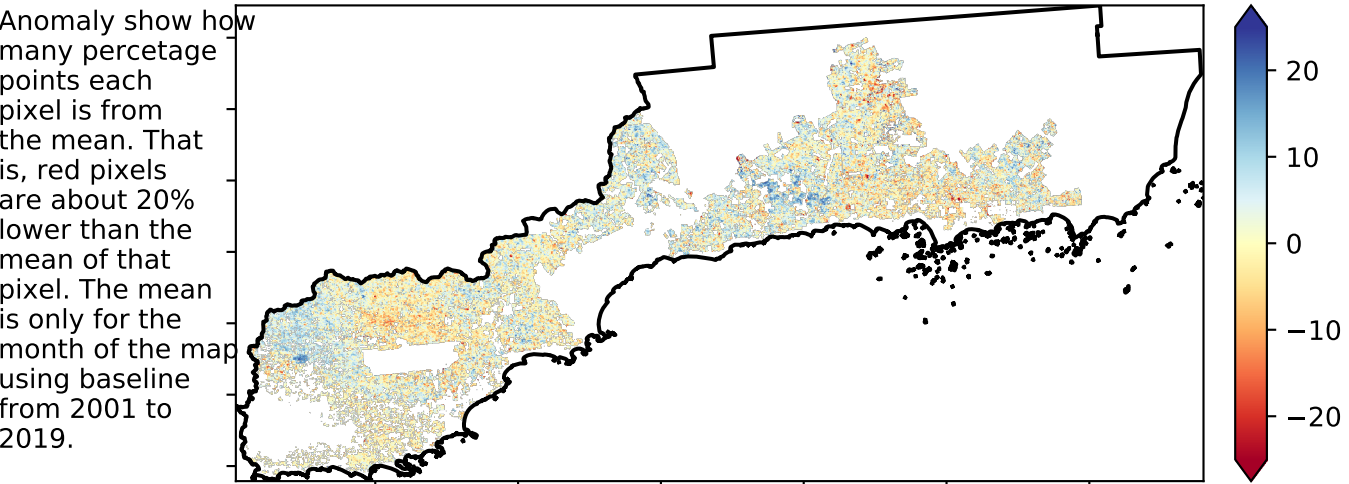 Anomaly show how
many percetage
points each
pixel is from
the mean. That
is, red pixels
are about 20%
lower than the
mean of that
pixel. The mean
is only for the
month of the map
using baseline
from 2001 to
2019.
20
10
0
−10
−20